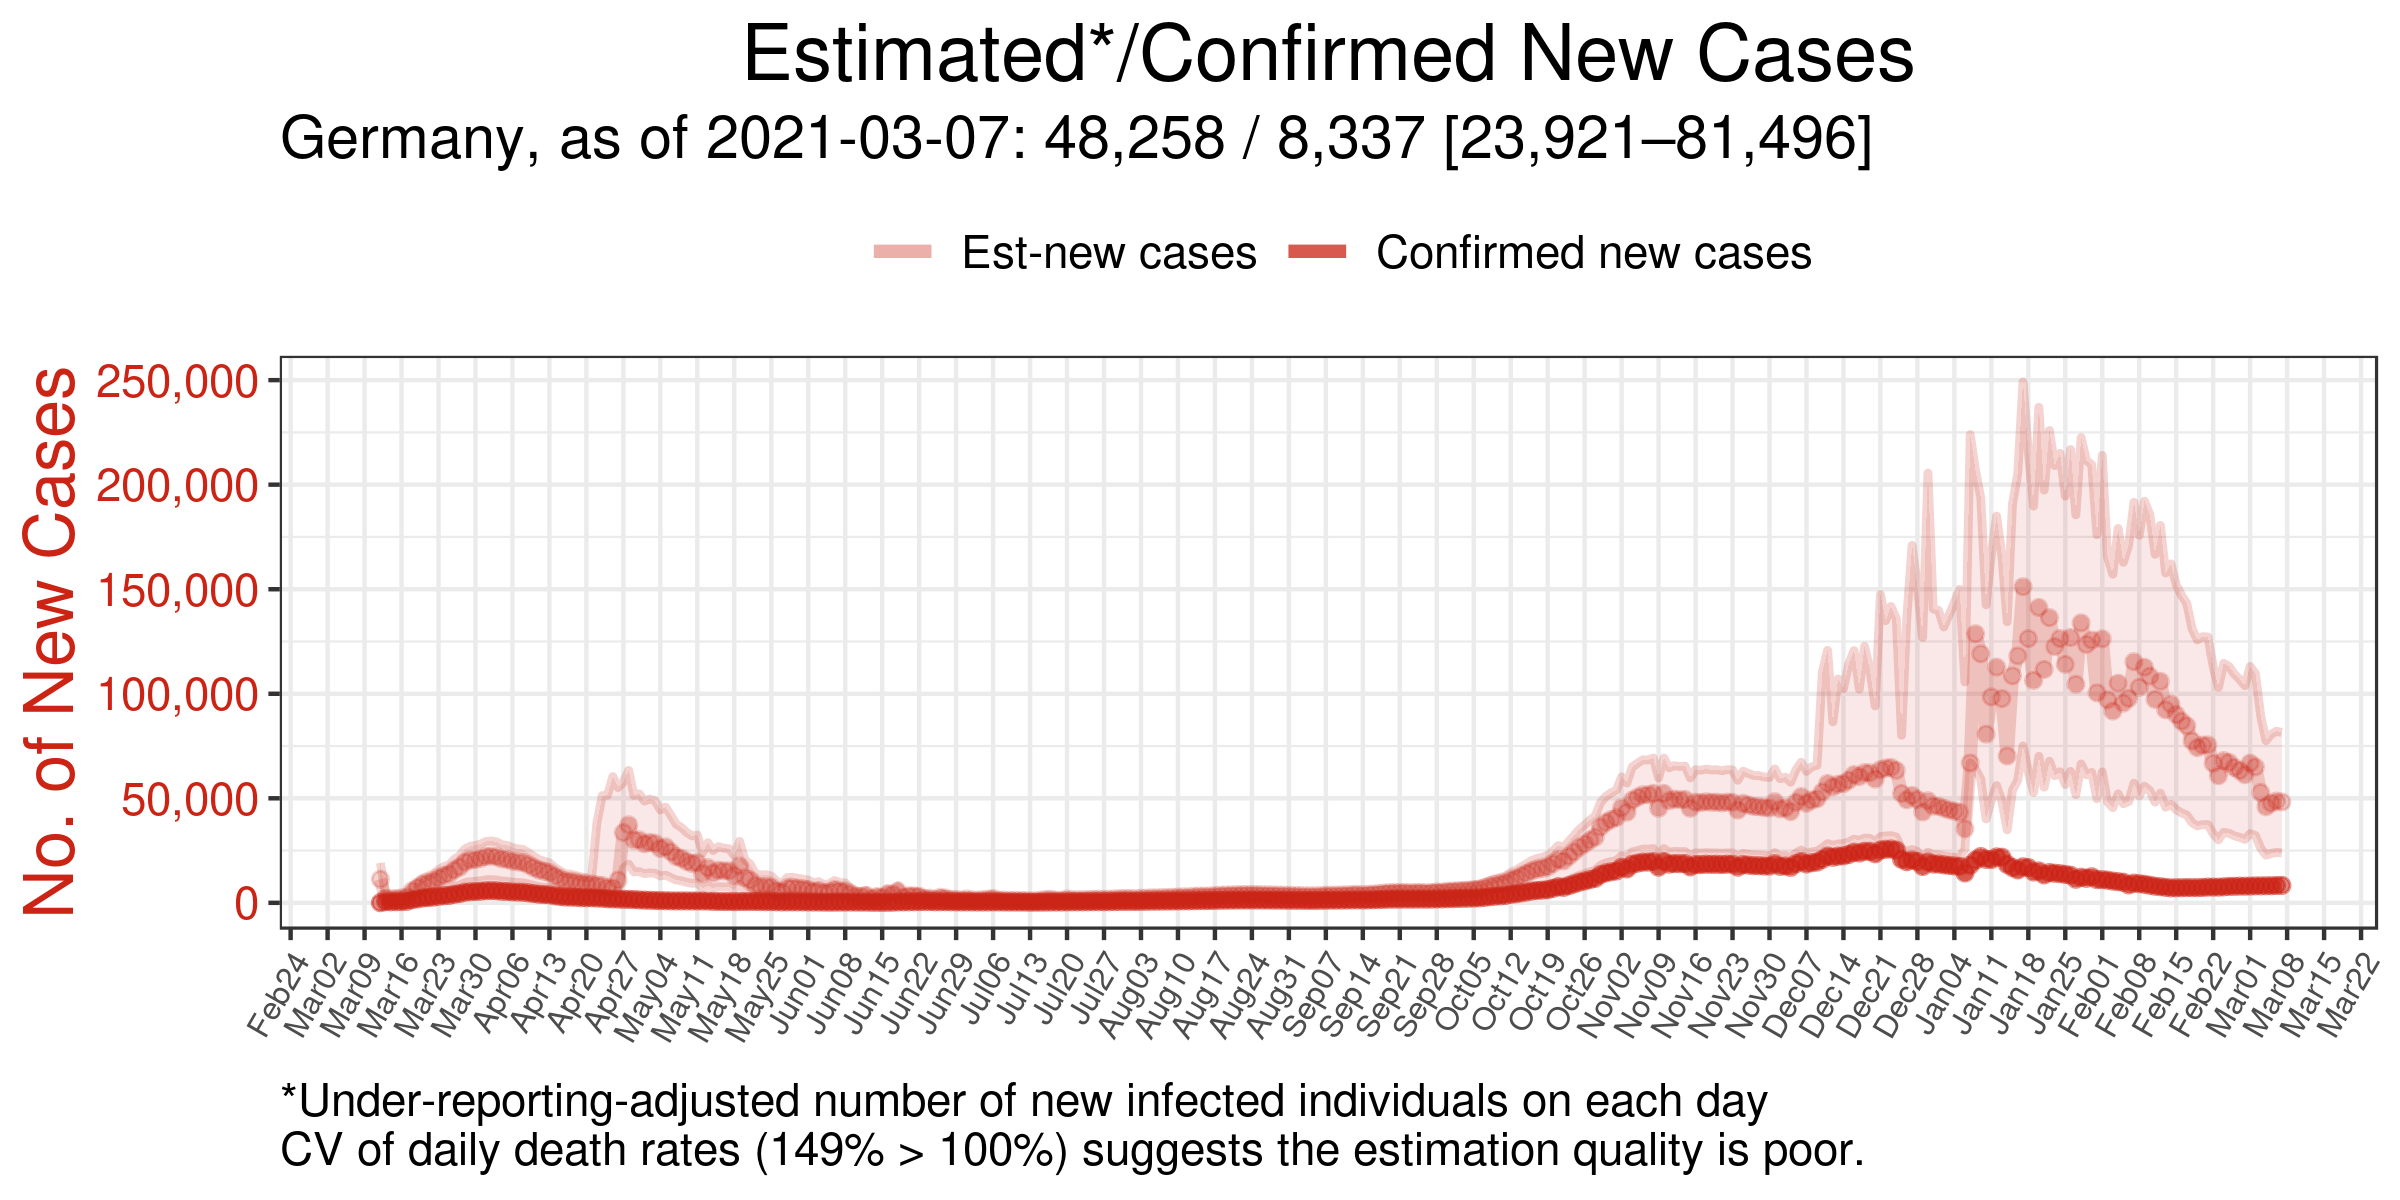 Estimated*/Confirmed New Cases
Germany, as of 2021-03-07: 48,258 / 8,337 [23,921–81,496]
Est-new cases
Confirmed new cases
No. of New Cases
250,000
200,000
150,000
100,000
50,000
0
Feb24
Mar02
Mar09
Mar16
Mar23
Mar30
Apr06
Apr13
Apr20
Apr27
May04
May11
May18
May25
Jun01
Jun08
Jun15
Jun22
Jun29
Jul06
Jul13
Jul20
Jul27
Aug03
Aug10
Aug17
Aug24
Aug31
Sep07
Sep14
Sep21
Sep28
Oct05
Oct12
Oct19
Oct26
Nov02
Nov09
Nov16
Nov23
Nov30
Dec07
Dec14
Dec21
Dec28
Jan04
Jan11
Jan18
Jan25
Feb01
Feb08
Feb15
Feb22
Mar01
Mar08
Mar15
Mar22
*Under-reporting-adjusted number of new infected individuals on each day
CV of daily death rates (149% > 100%) suggests the estimation quality is poor.